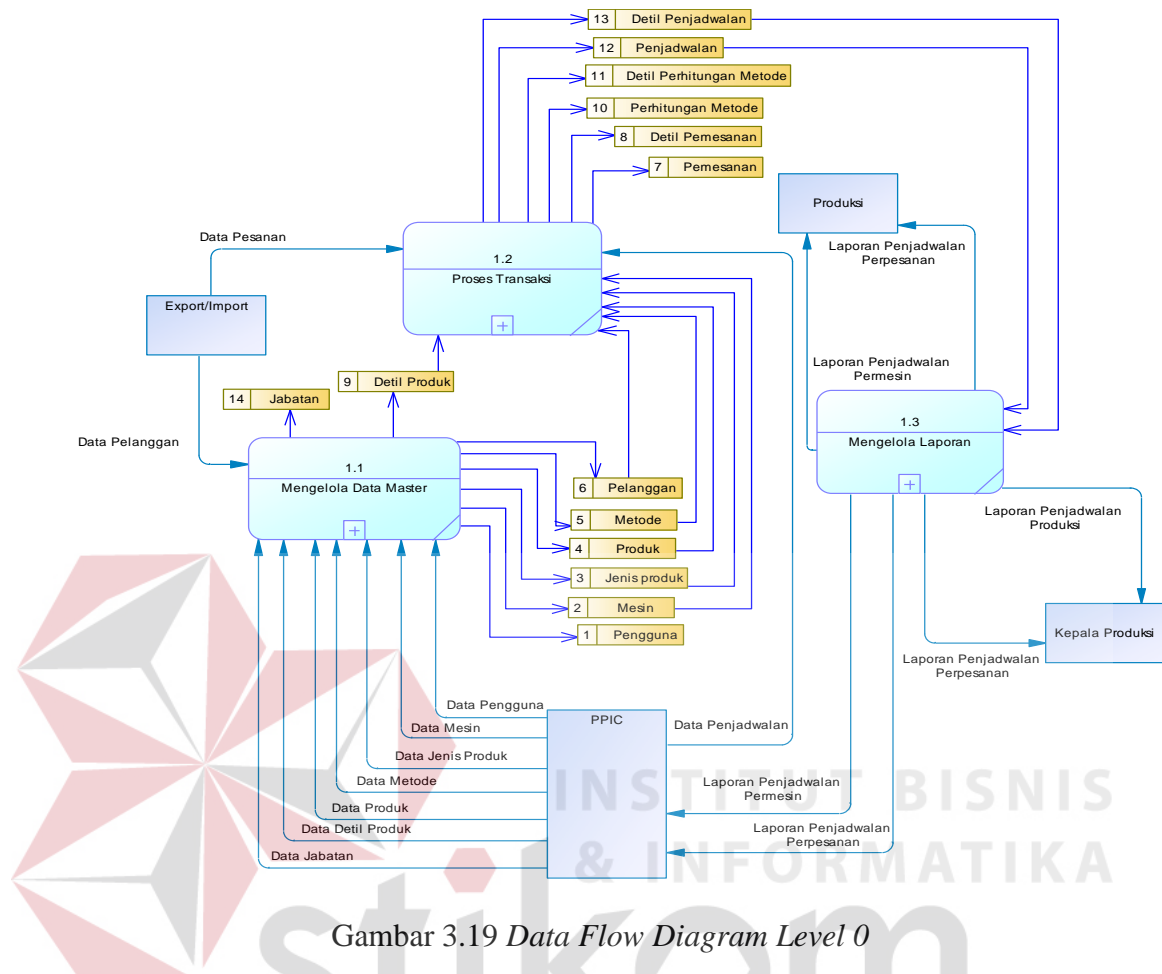 13 Detil Penjadwalan
12 Penjadwalan
11 Detil Perhitungan Metode
10 Perhitungan Metode
8 Detil Pemesanan
7 Pemesanan
Produksi
Data Pesanan
Laporan Penjadwalan
Perpesanan
1.2
Proses Transaksi
Export/Import
Laporan Penjadwalan
Permesin
9 Detil Produk
14 Jabatan
1.3
Mengelola Laporan
Data Pelanggan
1.1
Mengelola Data Master
6 Pelanggan
5 Metode
4 Produk
3 Jenis produk
2 Mesin
1 Pengguna
Laporan Penjadwalan
Produksi
Kepala Produksi
Laporan Penjadwalan
Perpesanan
Data Pengguna
PPIC
Data Penjadwalan
Data Mesin
Data Jenis Produk
Data Metode
Laporan Penjadwalan
Permesin
Data Produk
Data Detil Produk
Laporan Penjadwalan
Perpesanan
Data Jabatan
INSTITUT BISNIS
& INFORMATIKA
stikom
Gambar 3.19 Data Flow Diagram Level 0